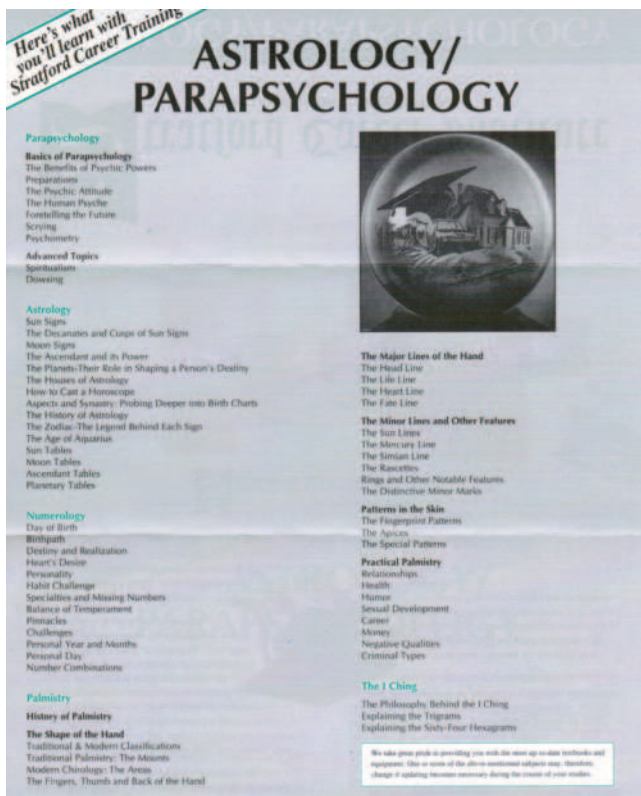 Here's what
you'll learn with
Stratford Career Training
ASTROLOGY/
PARAPSYCHOLOGY
Parapsychology
Basics of Parapsychology
The Benefits of Psychic Powers
Preparations
The Psychic Attitude
The Human Psyche
Foretelling the Future
Scrying
Psychometry
Advanced Topics
Spiritualism
Dowsing
Astrology
Sun Signs
The Decanates and Cusps of Sun Signs
Moon Signs
The Ascendant and its Power
The Planets-Their Role in Shaping a Person's Destiny
The Houses of Astrology
How to Cast a Horoscope
Aspects and Synastry: Probing Deeper into Birth Charts
The History of Astrology
The Zodiac-The Legend Behind Each Sign
The Age of Aquarius
Sun Tables
Moon Tables
Ascendant Tables
Planetary Tables
Numerology
Day of Birth
Birthpath
Destiny and Realization
Heart's Desire
Personality
Habit Challenge
Specialties and Missing Numbers
Balance of Temperament
Pinnacles
Challenges
Personal Year and Months
Personal Day
Number Combinations
Palmistry
History of Palmistry
The Shape of the Hand
Traditional & Modern Classifications
Traditional Palmistry: The Mounts
Modern Chirology: The Areas
The Fingers, Thumb and Back of the Hand
The Major Lines of the Hand
The Head Line
The Life Line
The Heart Line
The Fate Line
The Minor Lines and Other Features
The Sun Lines
The Mercury Line
The Simian Line
The Rascettes
Rings and Other Notable Features
The Distinctive Minor Marks
Patterns in the Skin
The Fingerprint Patterns
The Apices
The Special Patterns
Practical Palmistry
Relationships
Health
Humor
Sexual Development
Career
Money
Negative Qualities
Criminal Types
The I Ching
The Philosophy Behind the I Ching
Explaining the Trigrams
Explaining the Sixty-Four Hexagrams
We take great pride in providing you with the most up-to-date textbooks and
equipment. One or more of the above-mentioned subjects may, therefore,
change if updating becomes necessary during the course of your studies.